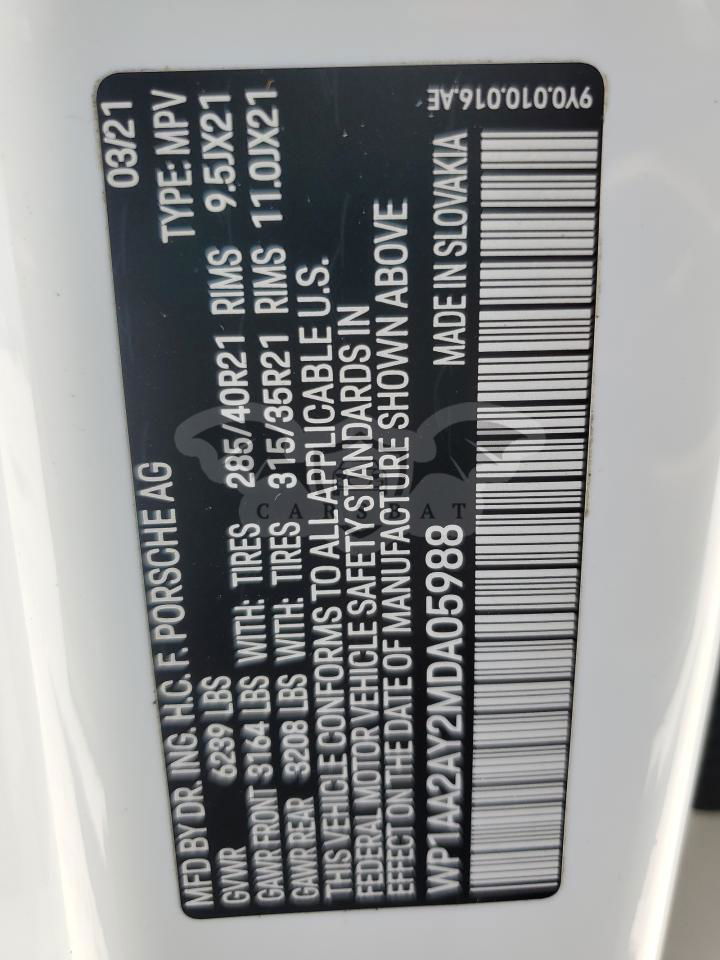 MFD BY DR. ING. H.C. F. PORSCHE AG 03/21
GVWR 6239 LBS TYPE: MPV
GAWR FRONT 3164 LBS WITH: TIRES 285/40R21 RIMS 9.5JX21
GAWR REAR 3208 LBS WITH: TIRES 315/35R21 RIMS 11.0JX21
THIS VEHICLE CONFORMS TO ALL APPLICABLE U.S.
FEDERAL MOTOR VEHICLE SAFETY STANDARDS IN
EFFECT ON THE DATE OF MANUFACTURE SHOWN ABOVE
WP1AA2AY2MDA05988 MADE IN SLOVAKIA
9Y0.010.016.AE
CARSBAT